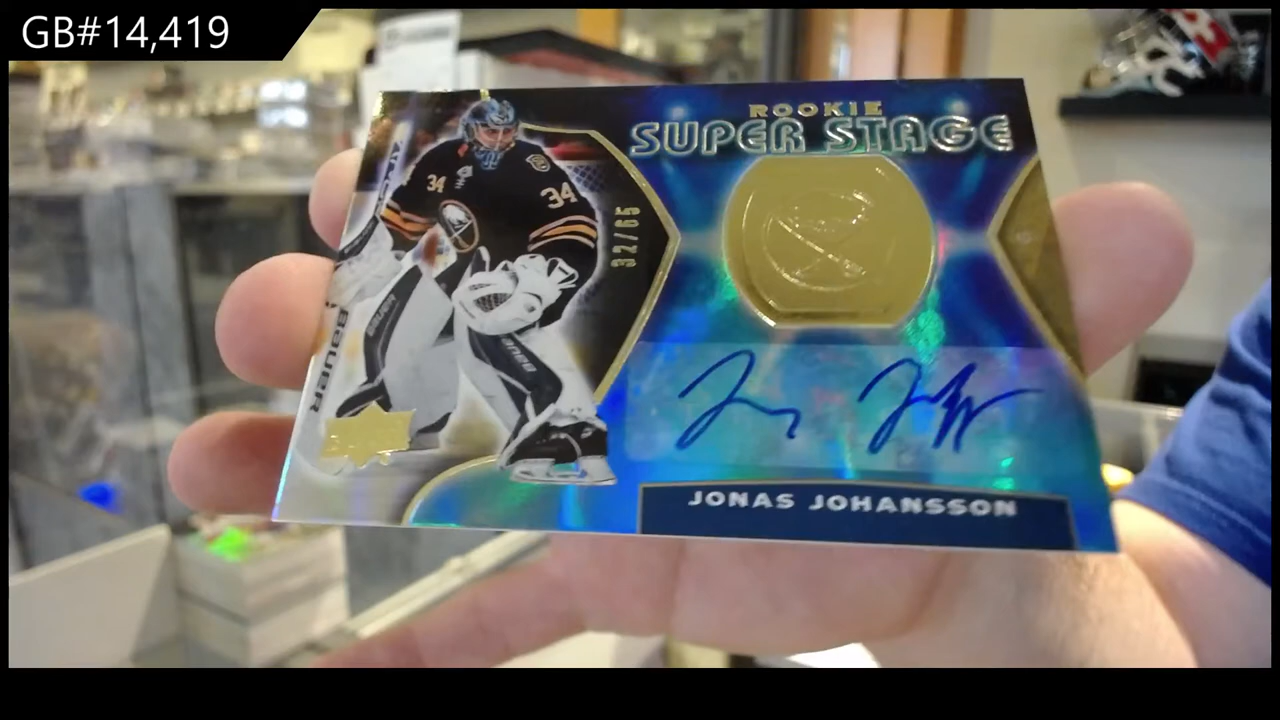 GB#14,419
ROOKIE
SUPER STAGE
34
34
32/65
BAUER
JONAS JOHANSSON